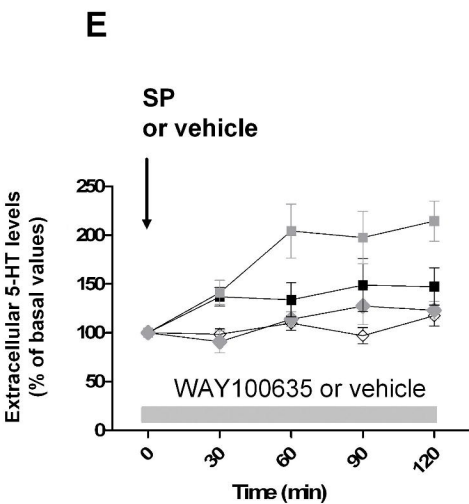 E
SP
or vehicle
Extracellular 5-HT levels
(% of basal values)
250
200
150
100
50
0
WAY100635 or vehicle
0
30
60
90
120
Time (min)